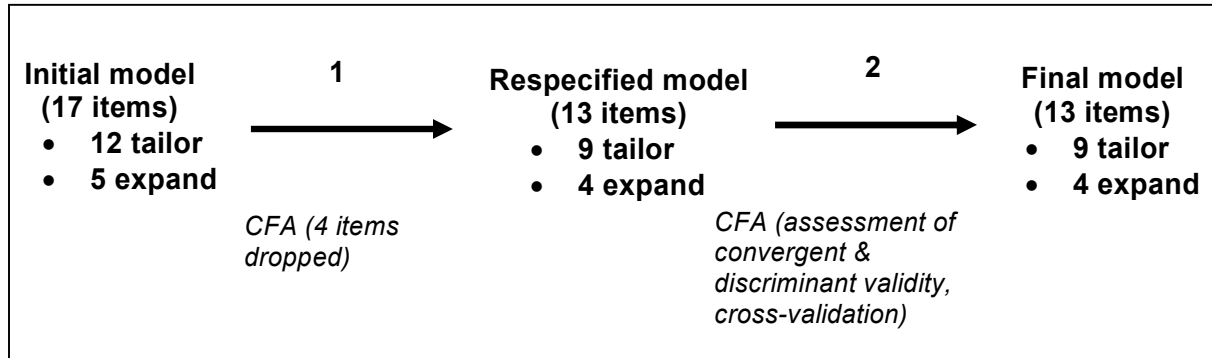 Initial model
(17 items)
• 12 tailor
• 5 expand
1
CFA (4 items
dropped)
Respecified model
(13 items)
• 9 tailor
• 4 expand
2
CFA (assessment of
convergent &
discriminant validity,
cross-validation)
Final model
(13 items)
• 9 tailor
• 4 expand